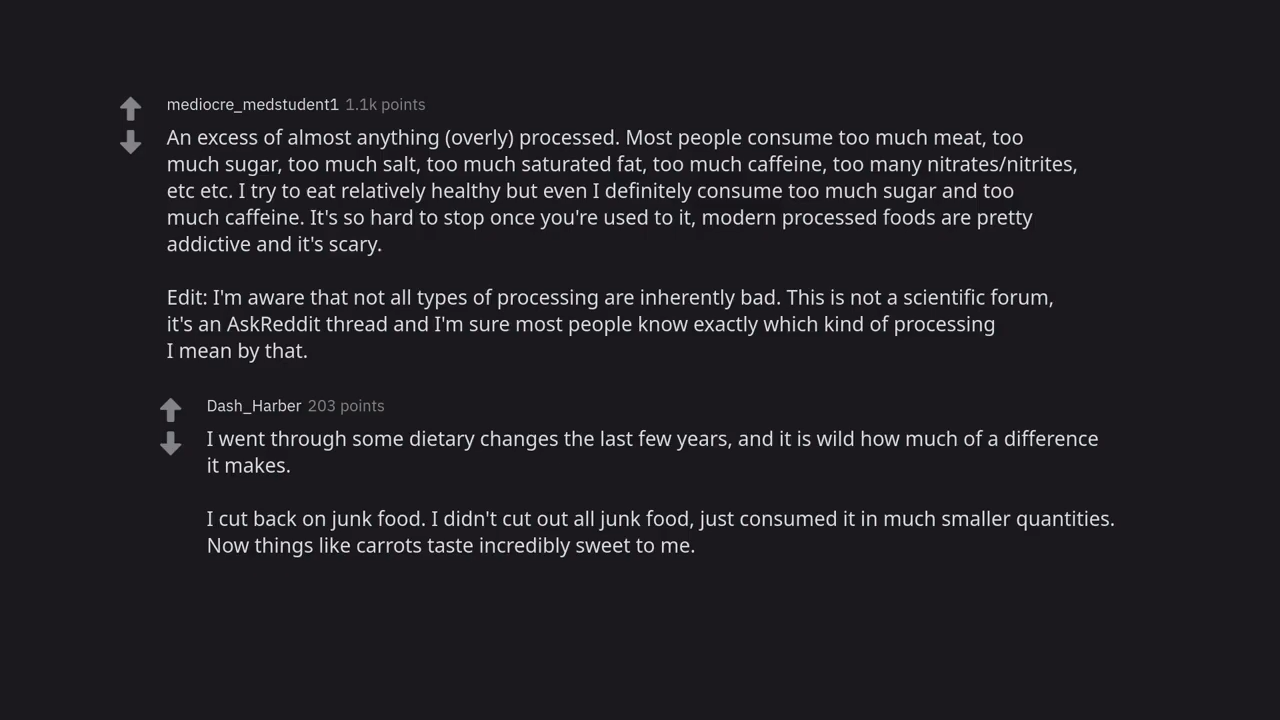 mediocre_medstudent1 1.1k points
An excess of almost anything (overly) processed. Most people consume too much meat, too
much sugar, too much salt, too much saturated fat, too much caffeine, too many nitrates/nitrites,
etc etc. I try to eat relatively healthy but even I definitely consume too much sugar and too
much caffeine. It's so hard to stop once you're used to it, modern processed foods are pretty
addictive and it's scary.
Edit: I'm aware that not all types of processing are inherently bad. This is not a scientific forum,
it's an AskReddit thread and I'm sure most people know exactly which kind of processing
I mean by that.
Dash_Harber 203 points
I went through some dietary changes the last few years, and it is wild how much of a difference
it makes.
I cut back on junk food. I didn't cut out all junk food, just consumed it in much smaller quantities.
Now things like carrots taste incredibly sweet to me.